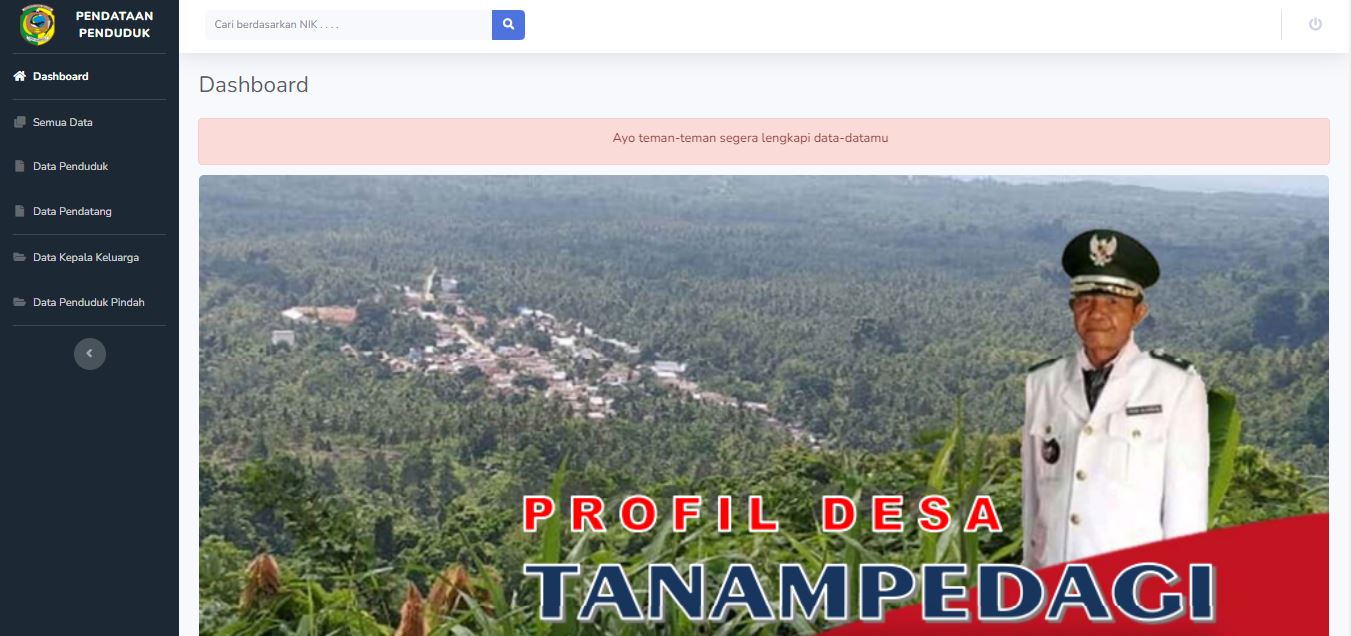 PENDATAAN
PENDUDUK
Cari berdasarkan NIK . . . .
Dashboard
Semua Data
Data Penduduk
Data Pendatang
Data Kepala Keluarga
Data Penduduk Pindah
Dashboard
Ayo teman-teman segera lengkapi data-datamu
PROFIL DESA
TANAMPEDAGI